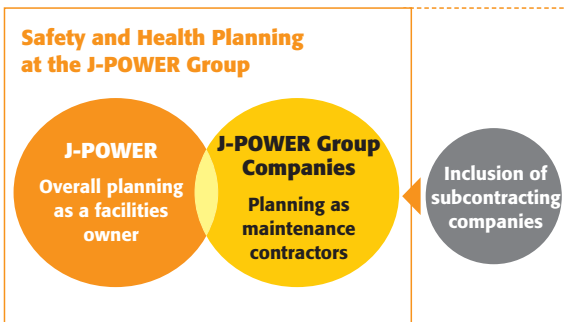 Safety and Health Planning
at the J-POWER Group
J-POWER
Overall planning
as a facilities
owner
J-POWER Group
Companies
Planning as
maintenance
contractors
Inclusion of
subcontracting
companies